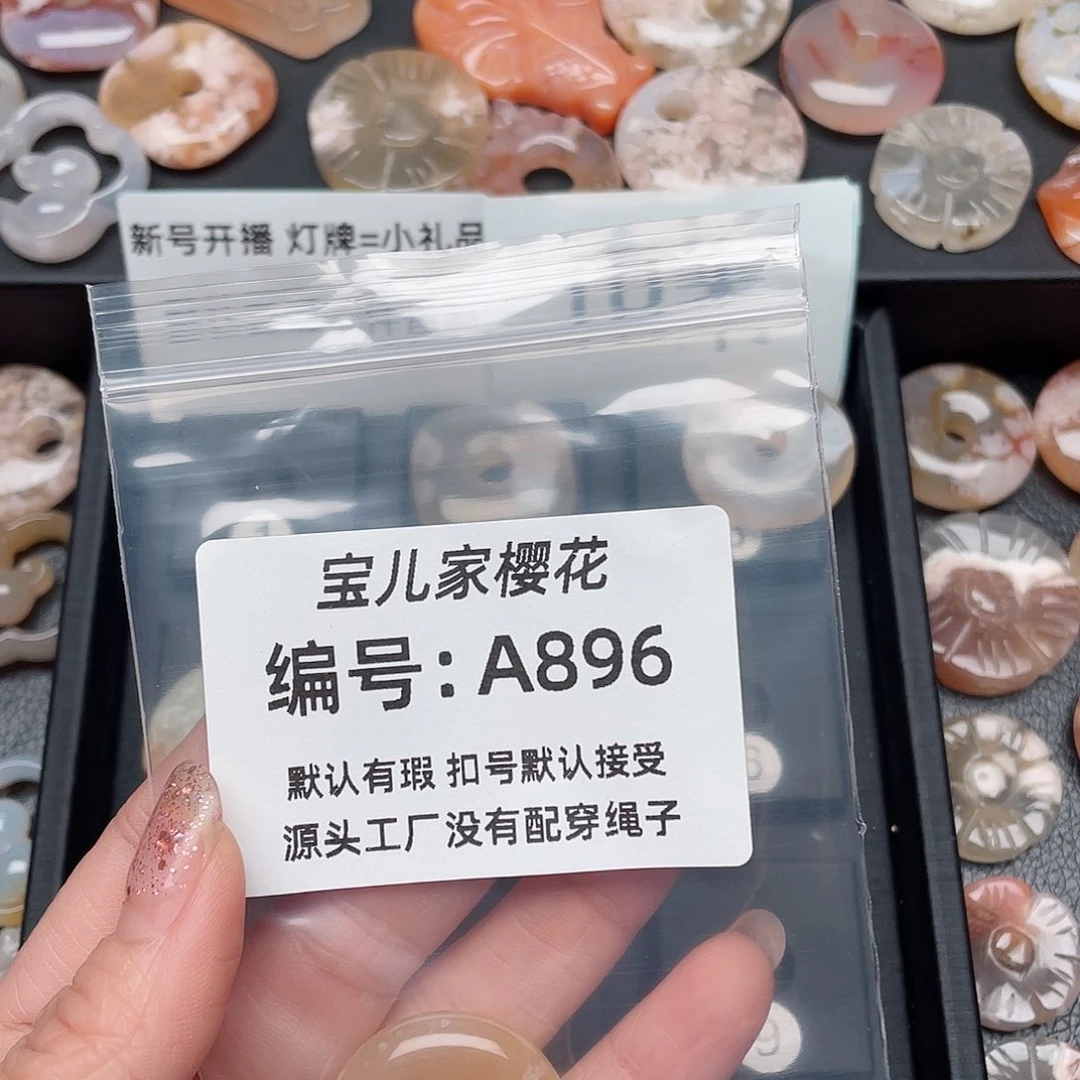 新号开播 灯牌=小礼品
宝儿家樱花
编号:A896
默认有瑕 扣号默认接受
源头工厂没有配穿绳子